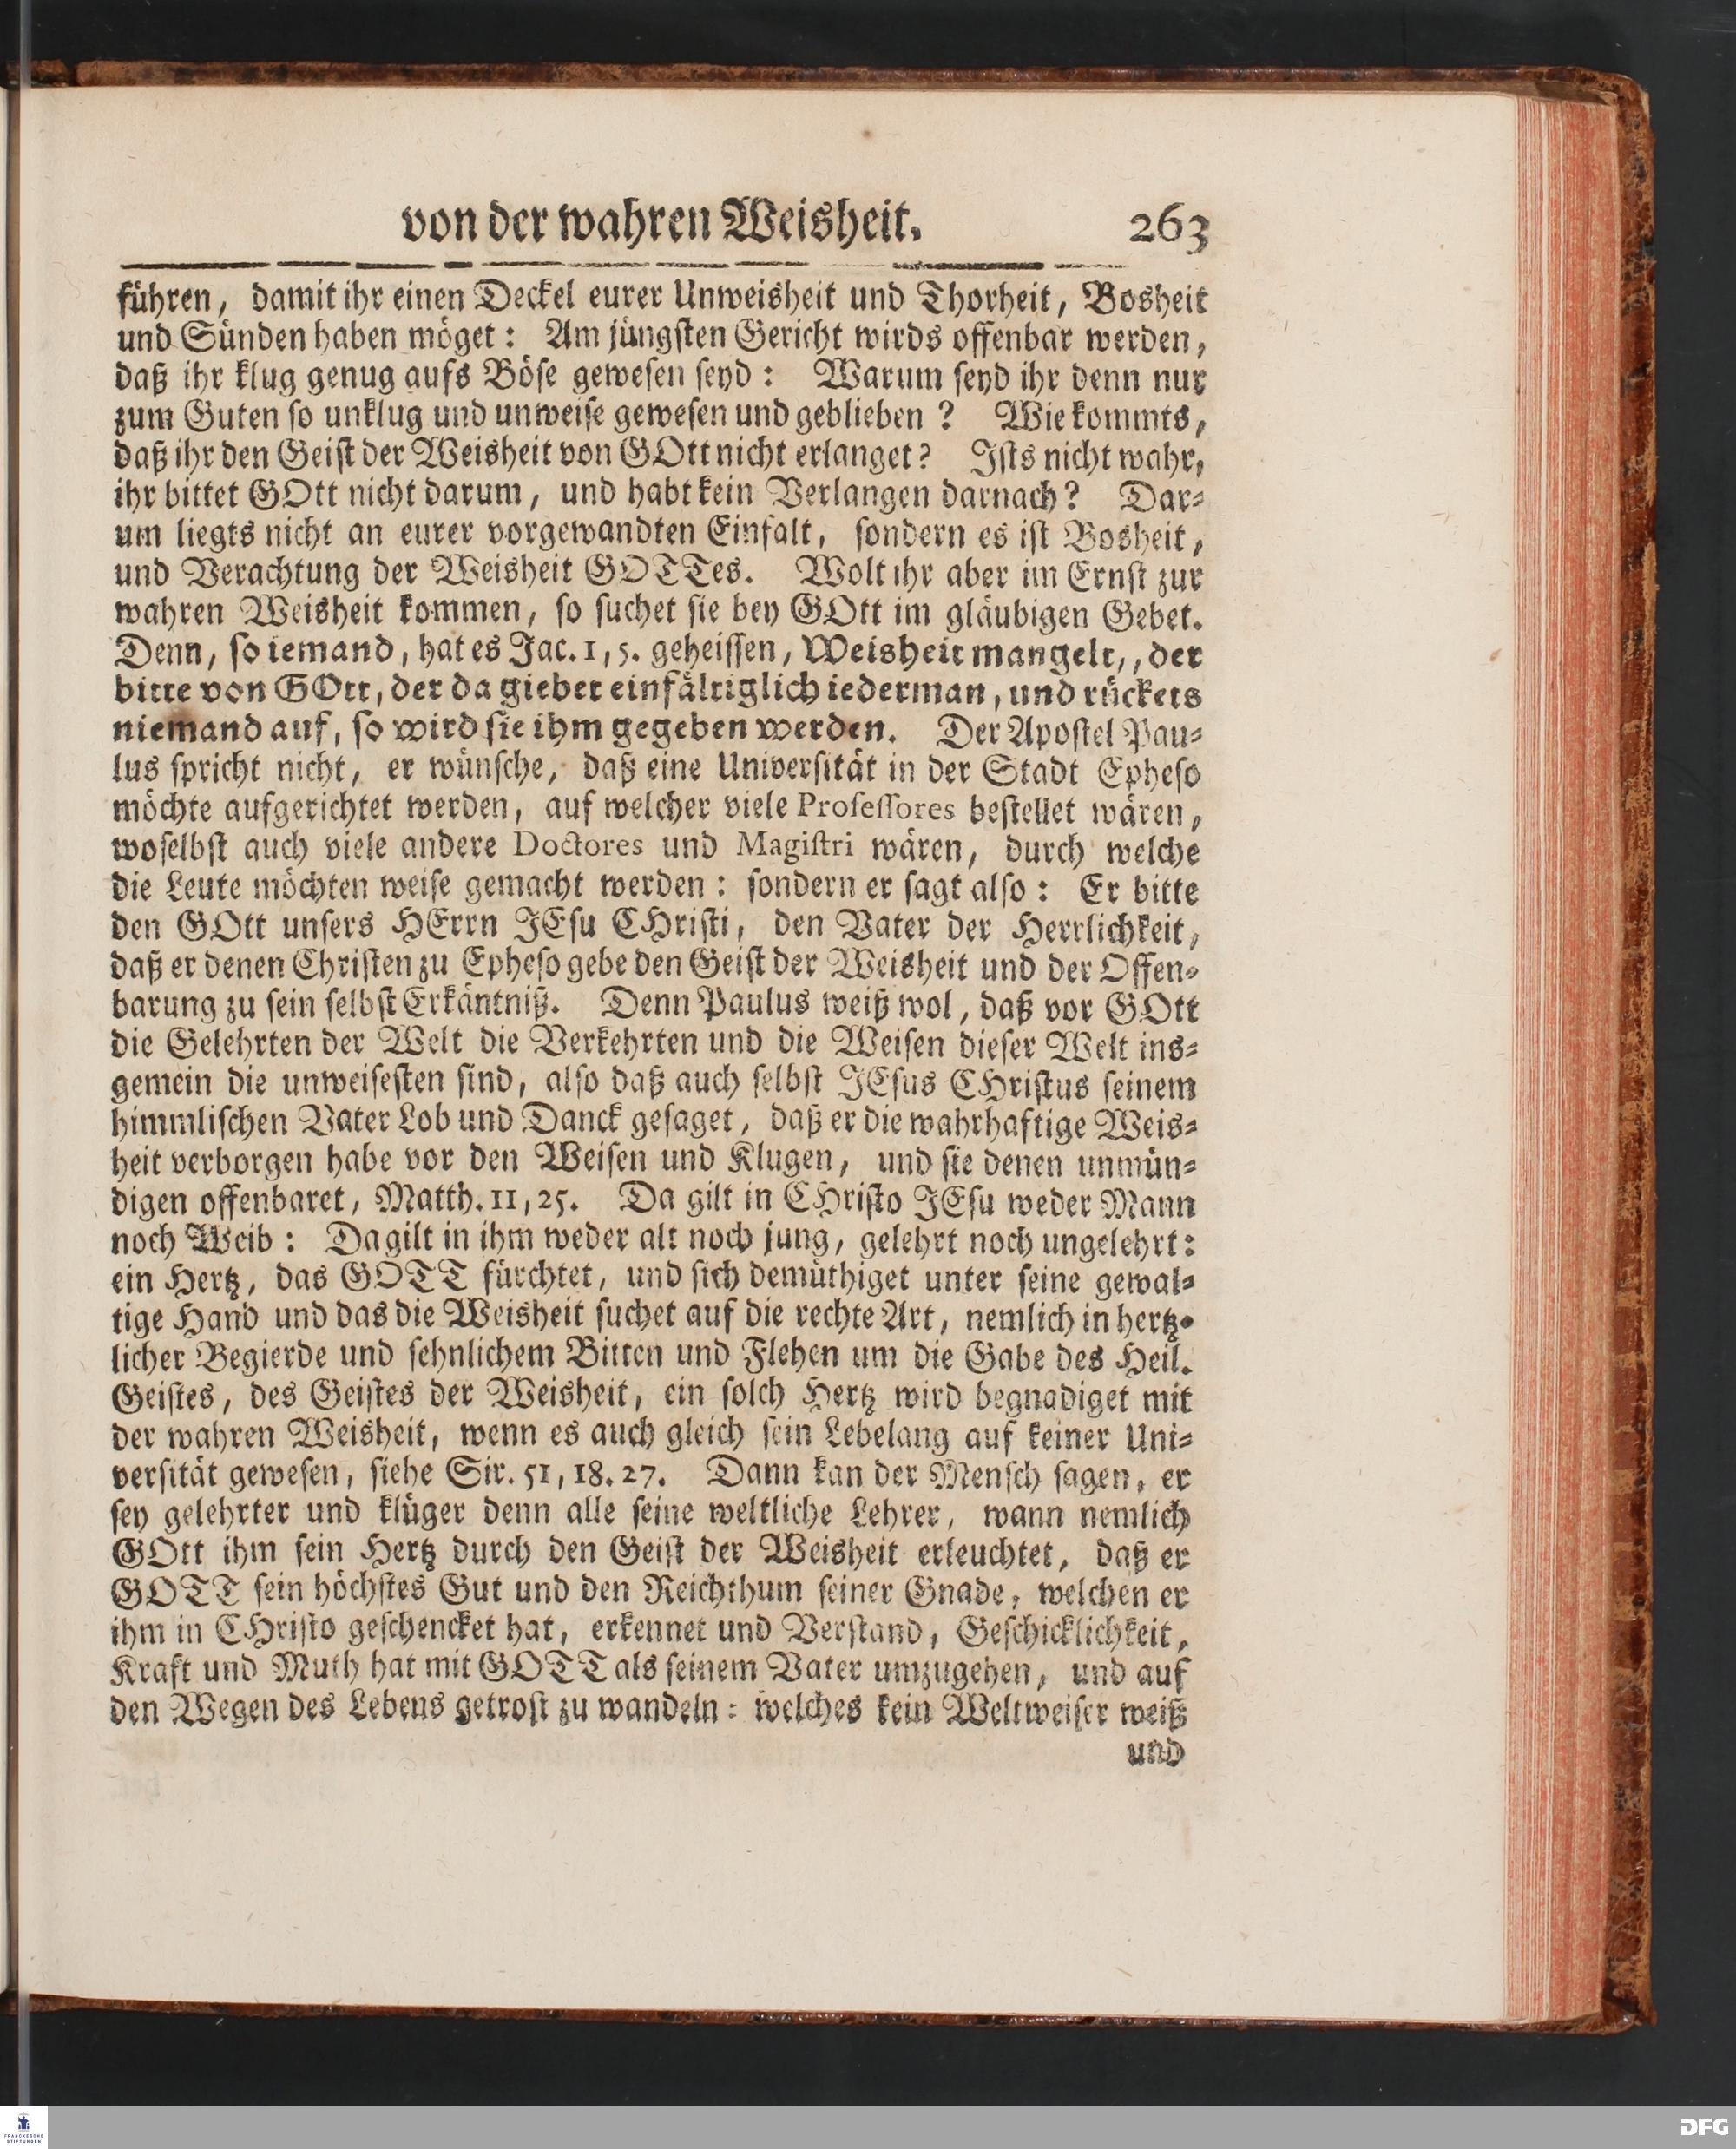 von der wahren Weisheit. 263
führen, damit ihr einen Deckel eurer Unweisheit und Thorheit, Bosheit
und Sünden haben möget: Am jüngsten Gericht wirds offenbar werden,
daß ihr klug genug aufs Böse gewesen seyd: Warum seyd ihr denn nur
zum Guten so unklug und unweise gewesen und geblieben? Wie kommts,
daß ihr den Geist der Weisheit von GOtt nicht erlanget? Ists nicht wahr,
ihr bittet GOtt nicht darum, und habt kein Verlangen darnach? Dar-
um liegts nicht an eurer vorgewandten Einfalt, sondern es ist Bosheit,
und Verachtung der Weisheit GOTTes. Wolt ihr aber im Ernst zur
wahren Weisheit kommen, so suchet sie bey GOtt im gläubigen Gebet.
Denn, so iemand, hat es Jac. 1, 5. geheissen, Weisheit mangelt,, der
bitte von GOtt, der da giebet einfältiglich iederman, und rückets
niemand auf, so wird sie ihm gegeben werden. Der Apostel Pau-
lus spricht nicht, er wünsche, daß eine Universität in der Stadt Epheso
möchte aufgerichtet werden, auf welcher viele Professores bestellet wären,
woselbst auch viele andere Doctores und Magistri wären, durch welche
die Leute möchten weise gemacht werden: sondern er sagt also: Er bitte
den GOtt unsers HErrn JEsu CHristi, den Vater der Herrlichkeit,
daß er denen Christen zu Epheso gebe den Geist der Weisheit und der Offen-
barung zu sein selbst Erkäntniß. Denn Paulus weiß wol, daß vor GOtt
die Gelehrten der Welt die Verkehrten und die Weisen dieser Welt ins-
gemein die unweisesten sind, also daß auch selbst JEsus CHristus seinem
himmlischen Vater Lob und Danck gesaget, daß er die wahrhaftige Weis-
heit verborgen habe vor den Weisen und Klugen, und sie denen unmün-
digen offenbaret, Matth. 11, 25. Da gilt in CHristo JEsu weder Mann
noch Weib: Da gilt in ihm weder alt noch jung, gelehrt noch ungelehrt:
ein Hertz, das GOTT fürchtet, und sich demüthiget unter seine gewal-
tige Hand und das die Weisheit suchet auf die rechte Art, nemlich in hertz-
licher Begierde und sehnlichem Bitten und Flehen um die Gabe des Heil.
Geistes, des Geistes der Weisheit, ein solch Hertz wird begnadiget mit
der wahren Weisheit, wenn es auch gleich sein Lebelang auf keiner Uni-
versität gewesen, siehe Sir. 51, 18. 27. Dann kan der Mensch sagen, er
sey gelehrter und klüger denn alle seine weltliche Lehrer, wann nemlich
GOtt ihm sein Hertz durch den Geist der Weisheit erleuchtet, daß er
GOTT sein höchstes Gut und den Reichthum seiner Gnade, welchen er
ihm in CHristo geschencket hat, erkennet und Verstand, Geschicklichkeit,
Kraft und Muth hat mit GOTT als seinem Vater umzugehen, und auf
den Wegen des Lebens getrost zu wandeln: welches kein Weltweiser weiß
und
FRANCKESCHE
STIFTUNGEN
DFG